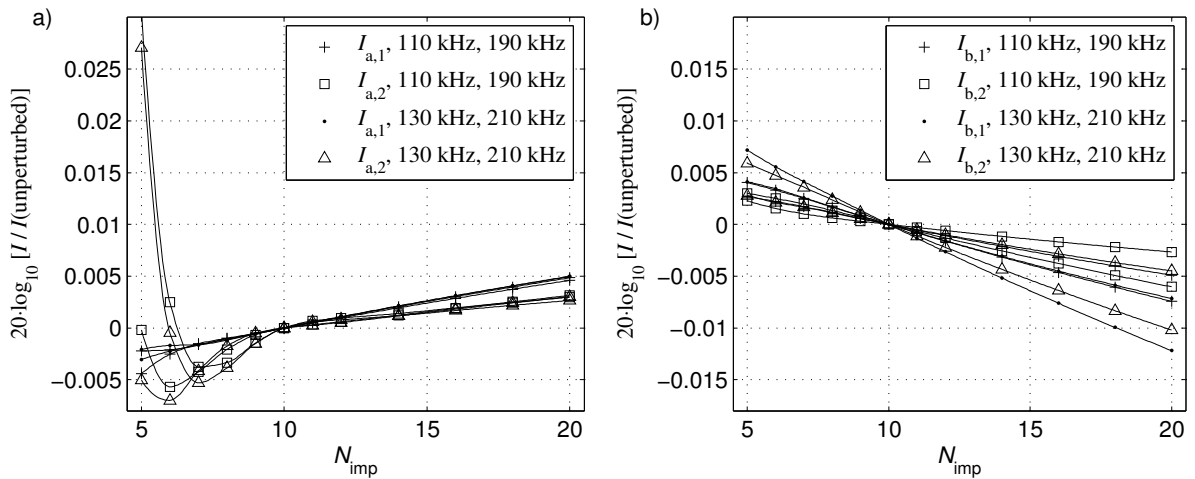 a)
20·log10 [I / I(unperturbed)]
0.025
0.02
0.015
0.01
0.005
0
−0.005
5
10
15
20
Nimp
Ia,1, 110 kHz, 190 kHz
Ia,2, 110 kHz, 190 kHz
Ia,1, 130 kHz, 210 kHz
Ia,2, 130 kHz, 210 kHz
b)
20·log10 [I / I(unperturbed)]
0.015
0.01
0.005
0
−0.005
−0.01
−0.015
5
10
15
20
Nimp
Ib,1, 110 kHz, 190 kHz
Ib,2, 110 kHz, 190 kHz
Ib,1, 130 kHz, 210 kHz
Ib,2, 130 kHz, 210 kHz